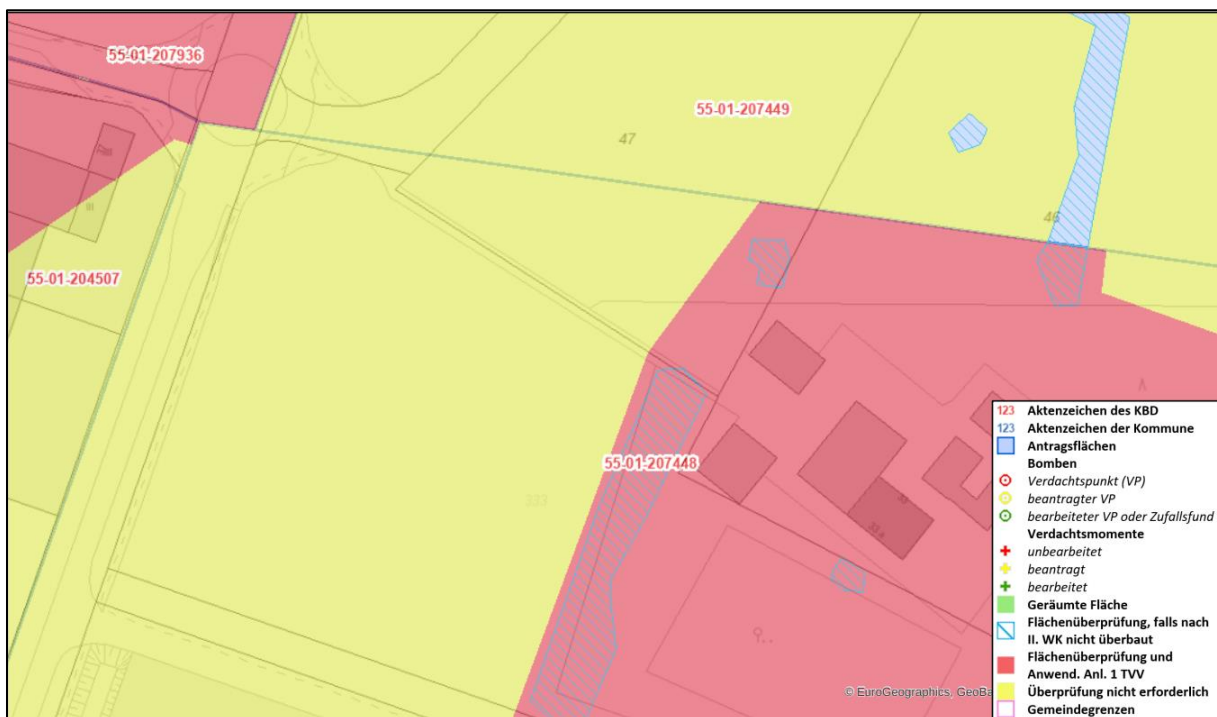 55-01-207936
55-01-207449
47
46
55-01-204507
55-01-207448
333
33 a
© EuroGeographics, GeoBa
123 Aktenzeichen des KBD
123 Aktenzeichen der Kommune
Antragsflächen
Bomben
Verdachtspunkt (VP)
beantragter VP
bearbeiteter VP oder Zufallsfund
Verdachtsmomente
unbearbeitet
beantragt
bearbeitet
Geräumte Fläche
Flächenüberprüfung, falls nach
II. WK nicht überbaut
Flächenüberprüfung und
Anwend. Anl. 1 TVV
Überprüfung nicht erforderlich
Gemeindegrenzen